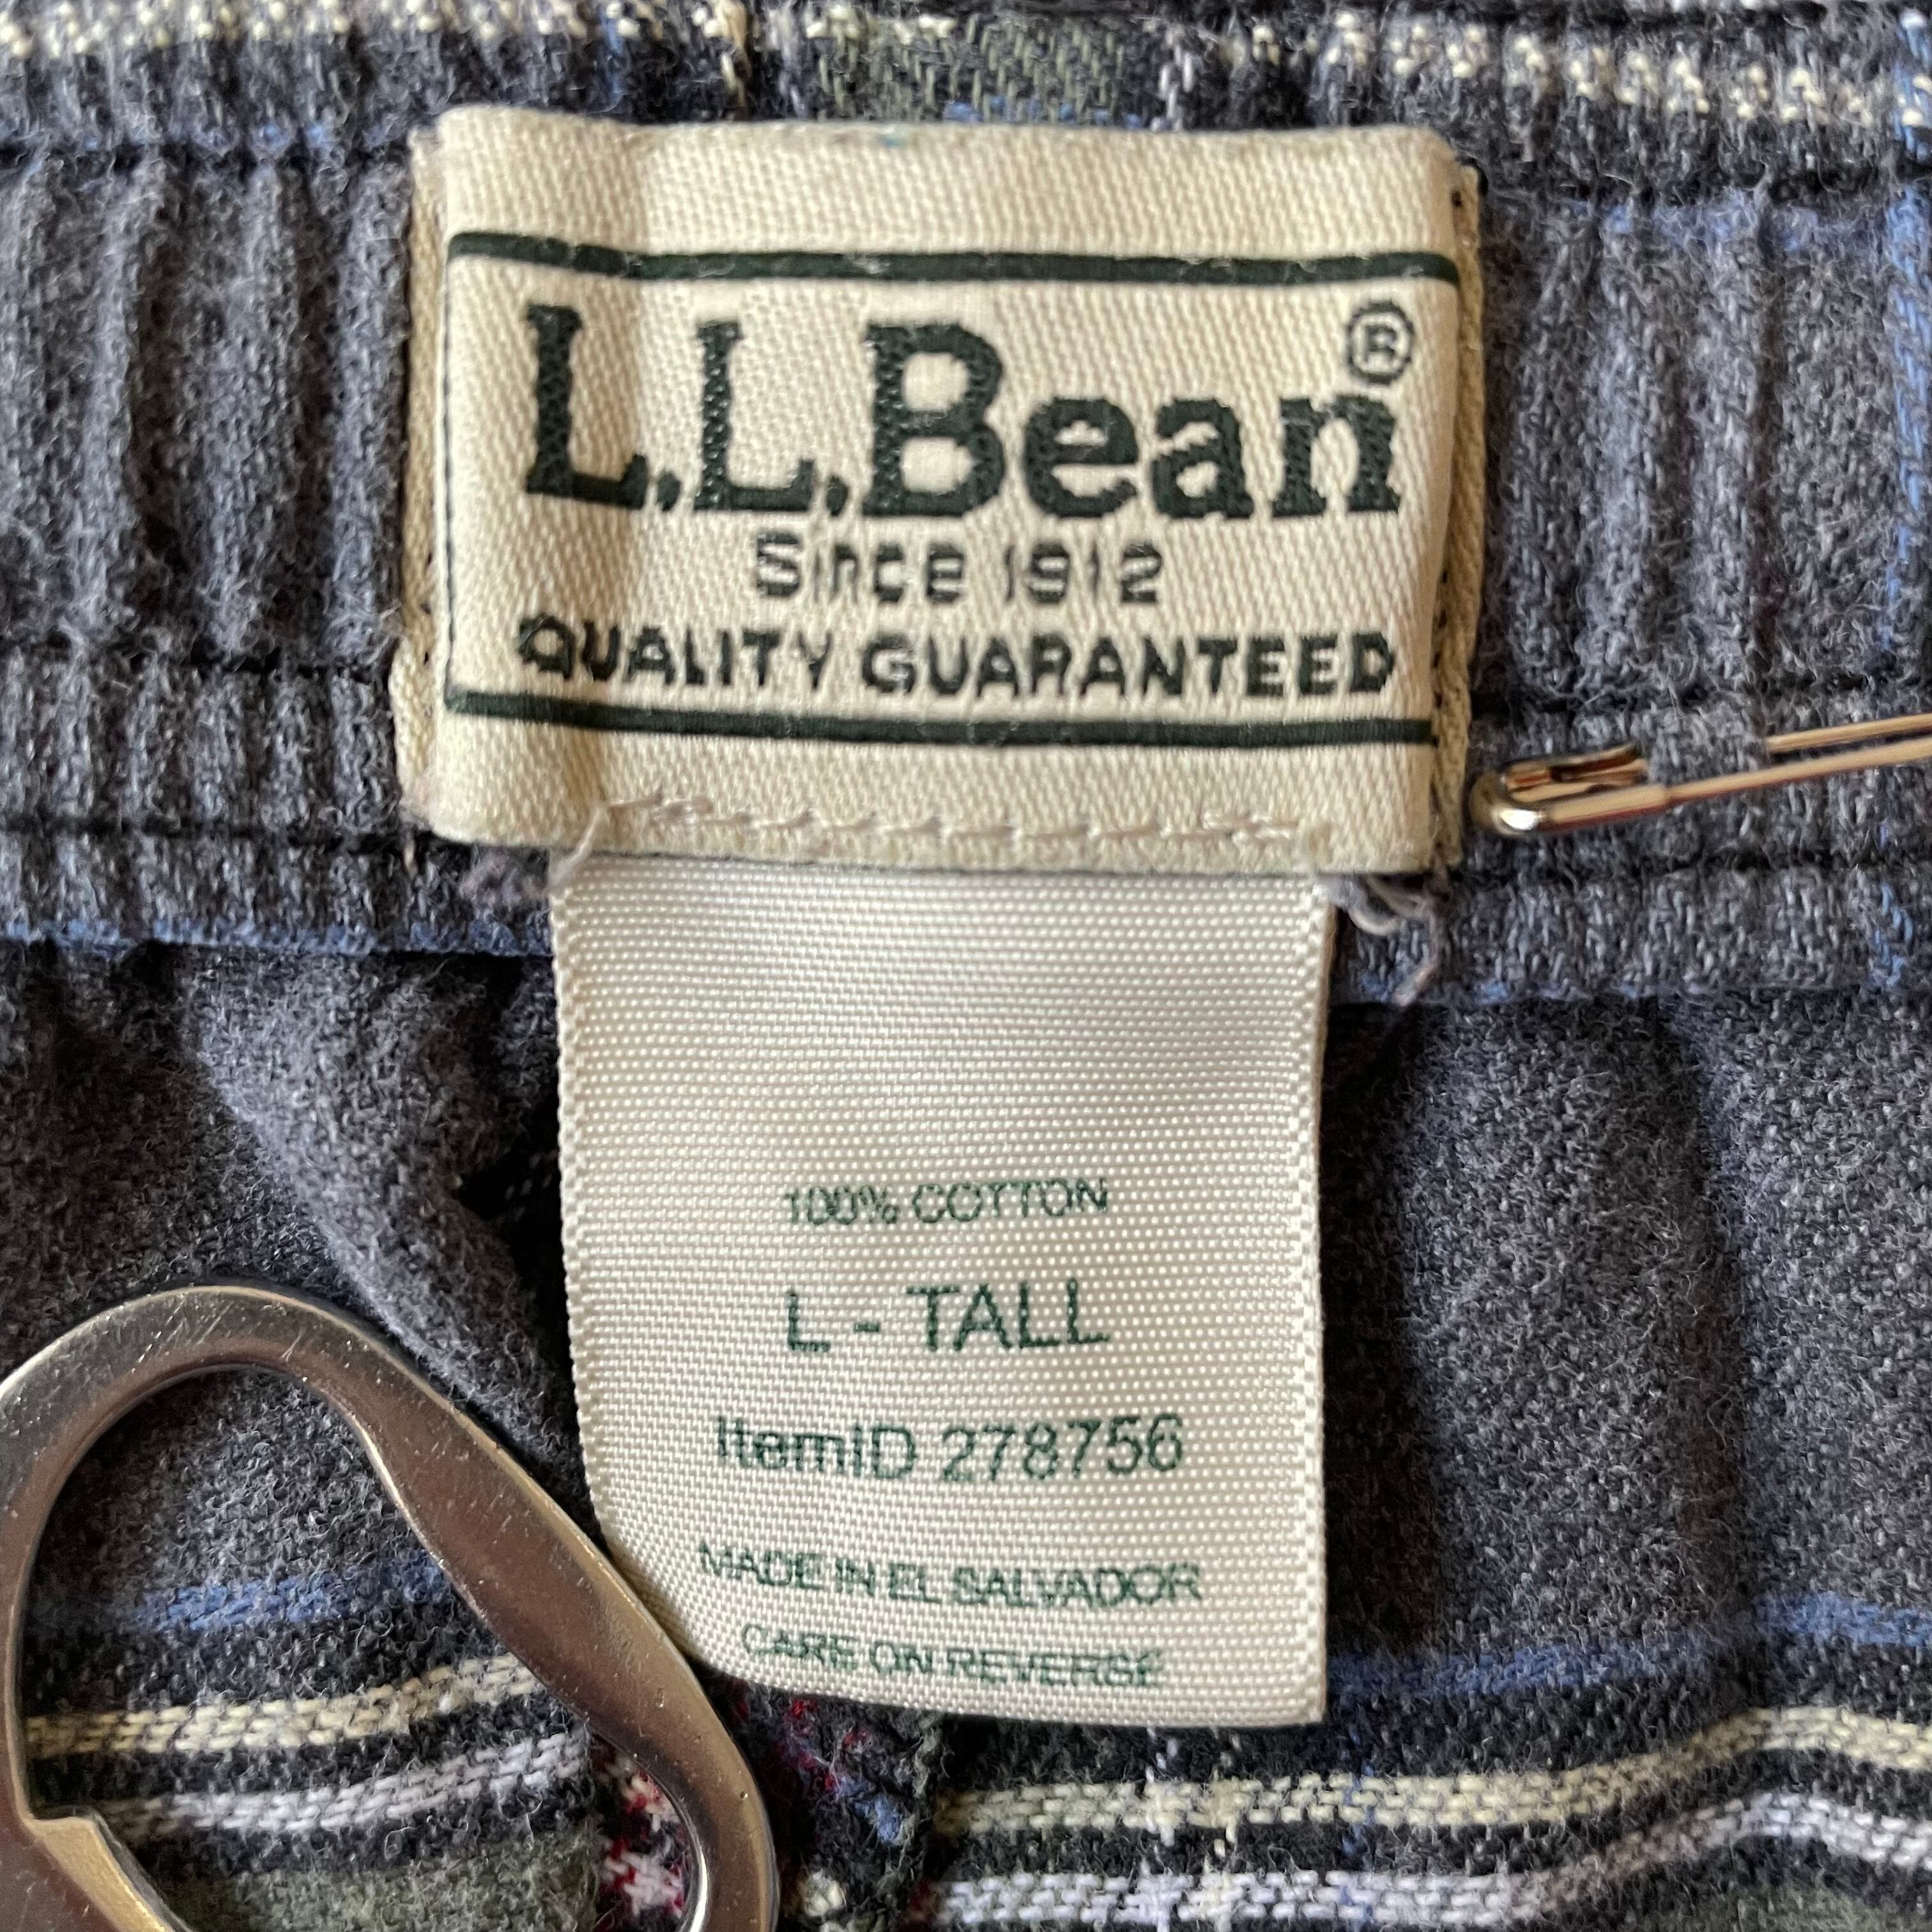 L.L.Bean®
Since 1912
QUALITY GUARANTEED
100% COTTON
L - TALL
ItemID 278756
MADE IN EL SALVADOR
CARE ON REVERSE